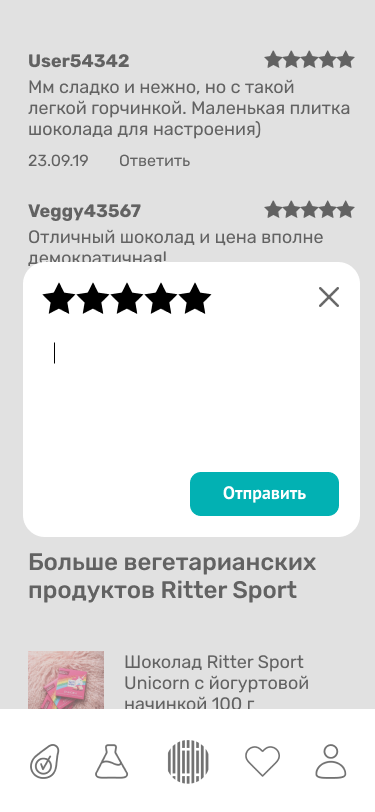 User54342
Мм сладко и нежно, но с такой
легкой горчинкой. Маленькая плитка
шоколада для настроения)
23.09.19 Ответить
Veggy43567
Отличный шоколад и цена вполне
демократичная!
Отправить
Больше вегетарианских
продуктов Ritter Sport
Шоколад Ritter Sport
Unicorn с йогуртовой
начинкой 100 г